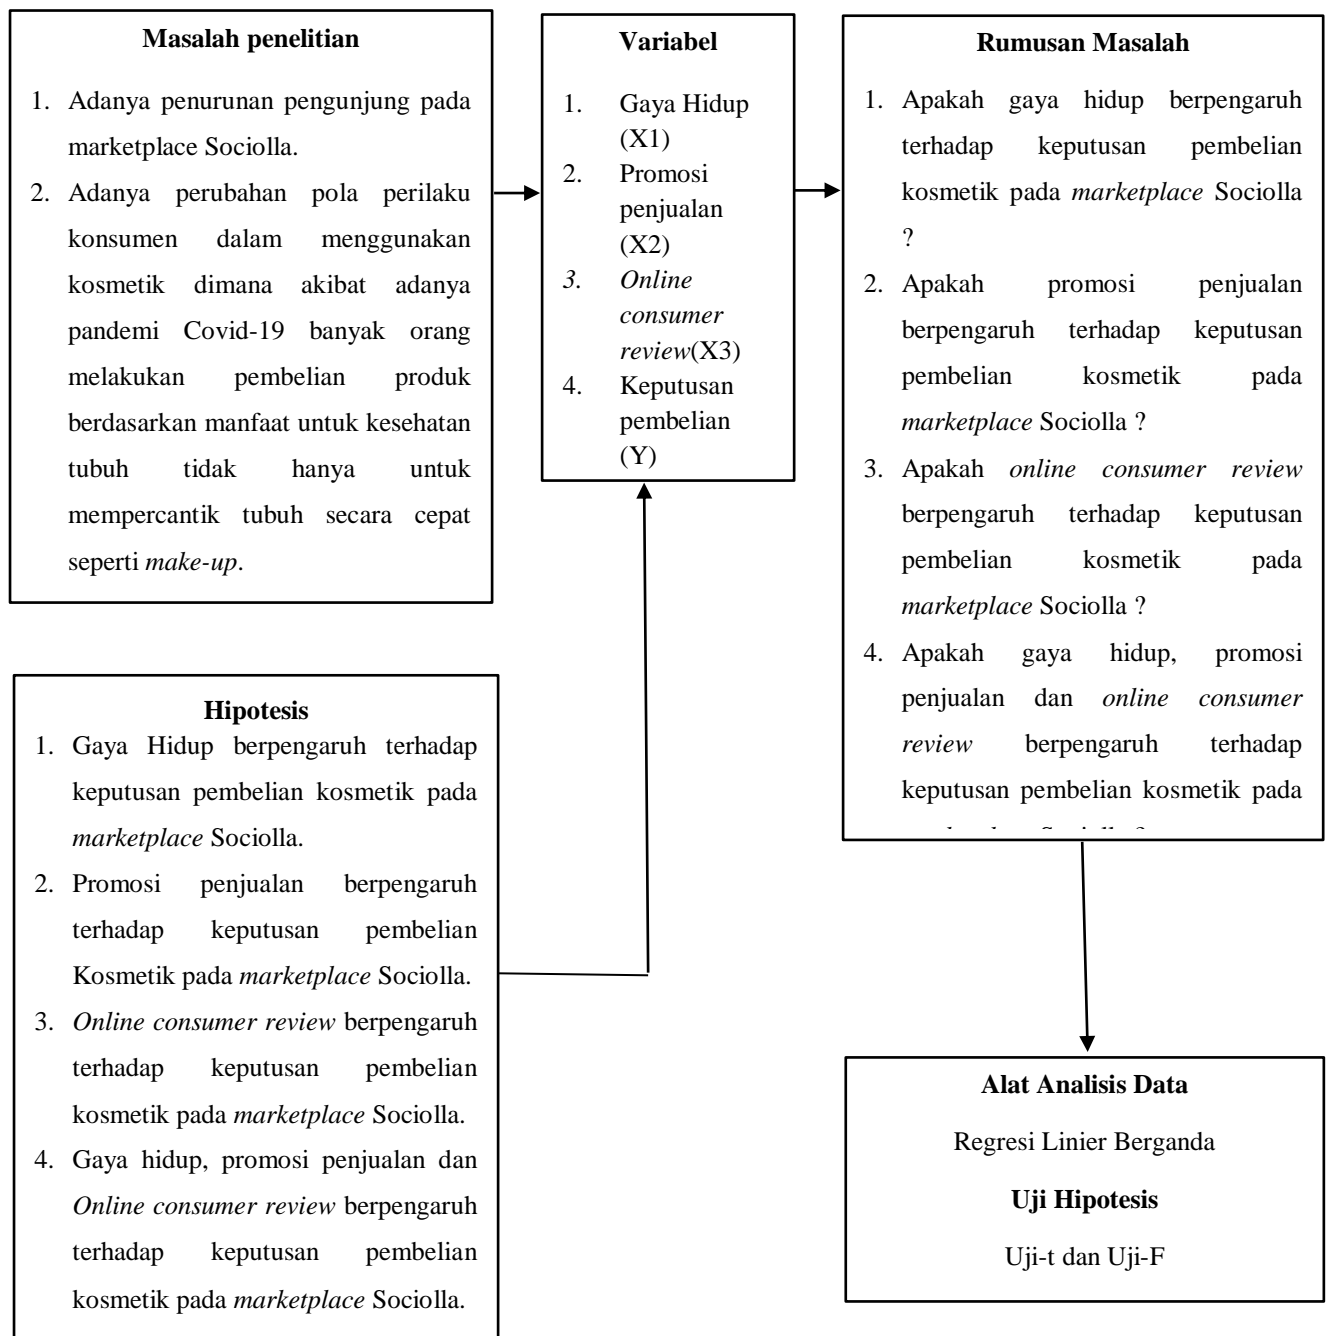 Masalah penelitian
1. Adanya penurunan pengunjung pada
marketplace Sociolla.
2. Adanya perubahan pola perilaku
konsumen dalam menggunakan
kosmetik dimana akibat adanya
pandemi Covid-19 banyak orang
melakukan pembelian produk
berdasarkan manfaat untuk kesehatan
tubuh tidak hanya untuk
mempercantik tubuh secara cepat
seperti make-up.
Variabel
1. Gaya Hidup
(X1)
2. Promosi
penjualan
(X2)
3. Online
consumer
review(X3)
4. Keputusan
pembelian
(Y)
Rumusan Masalah
1. Apakah gaya hidup berpengaruh
terhadap keputusan pembelian
kosmetik pada marketplace Sociolla
?
2. Apakah promosi penjualan
berpengaruh terhadap keputusan
pembelian kosmetik pada
marketplace Sociolla ?
3. Apakah online consumer review
berpengaruh terhadap keputusan
pembelian kosmetik pada
marketplace Sociolla ?
4. Apakah gaya hidup, promosi
penjualan dan online consumer
review berpengaruh terhadap
keputusan pembelian kosmetik pada
Hipotesis
1. Gaya Hidup berpengaruh terhadap
keputusan pembelian kosmetik pada
marketplace Sociolla.
2. Promosi penjualan berpengaruh
terhadap keputusan pembelian
Kosmetik pada marketplace Sociolla.
3. Online consumer review berpengaruh
terhadap keputusan pembelian
kosmetik pada marketplace Sociolla.
4. Gaya hidup, promosi penjualan dan
Online consumer review berpengaruh
terhadap keputusan pembelian
kosmetik pada marketplace Sociolla.
Alat Analisis Data
Regresi Linier Berganda
Uji Hipotesis
Uji-t dan Uji-F